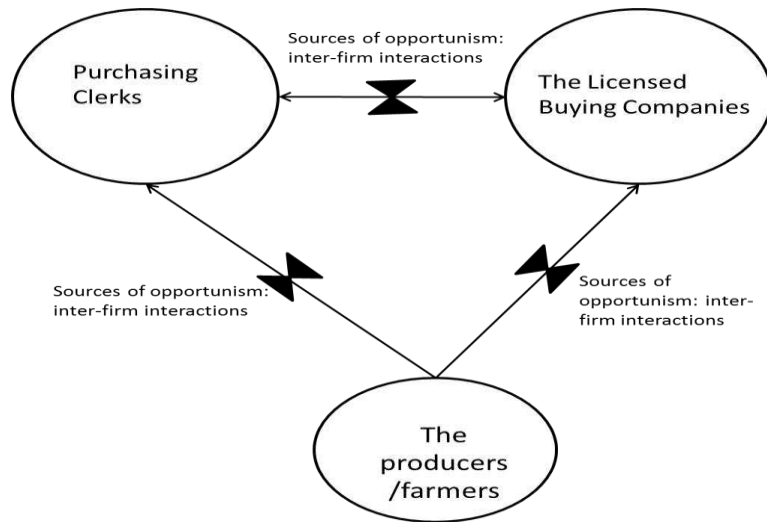 Sources of opportunism:
inter-firm interactions
Purchasing
Clerks
The Licensed
Buying Companies
Sources of opportunism:
inter-firm interactions
Sources of
opportunism: inter-
firm interactions
The
producers
/farmers